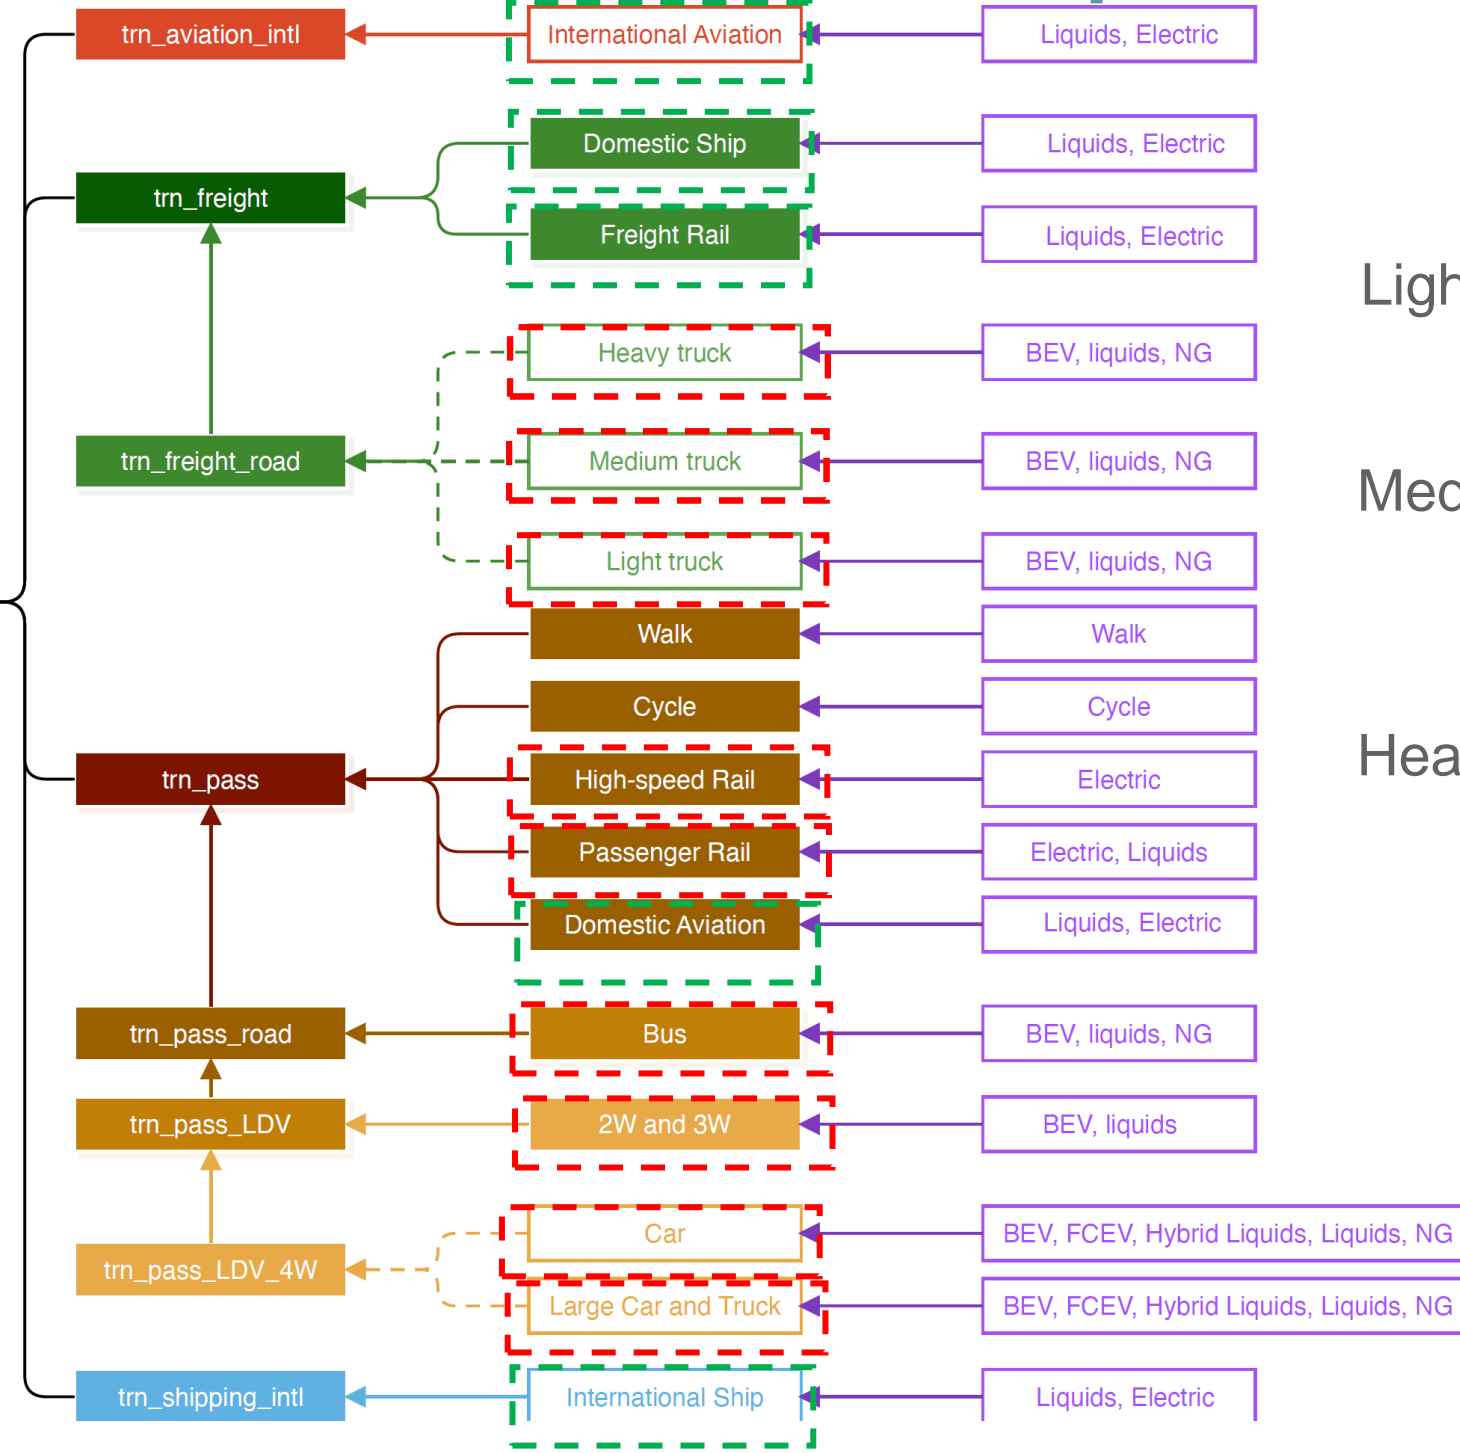 trn_aviation_intl
International Aviation
Liquids, Electric
Domestic Ship
Liquids, Electric
trn_freight
Freight Rail
Liquids, Electric
Ligh
Heavy truck
BEV, liquids, NG
trn_freight_road
Medium truck
BEV, liquids, NG
Med
Light truck
BEV, liquids, NG
Walk
Walk
Cycle
Cycle
trn_pass
High-speed Rail
Electric
Hea
Passenger Rail
Electric, Liquids
Domestic Aviation
Liquids, Electric
trn_pass_road
Bus
BEV, liquids, NG
trn_pass_LDV
2W and 3W
BEV, liquids
Car
BEV, FCEV, Hybrid Liquids, Liquids, NG
trn_pass_LDV_4W
Large Car and Truck
BEV, FCEV, Hybrid Liquids, Liquids, NG
trn_shipping_intl
International Ship
Liquids, Electric